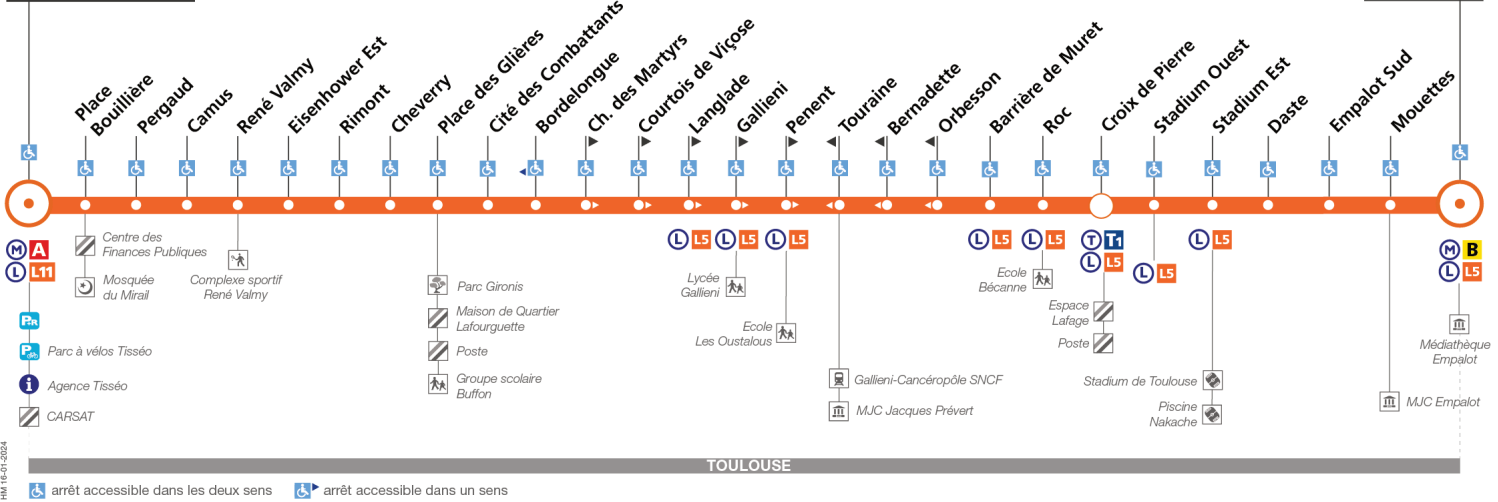 Place
Bouillière
Pergaud
Camus
René Valmy
Eisenhower Est
Rimont
Cheverry
Place des Glières
Cité des Combattants
Bordelongue
Ch. des Martyrs
Courtois de Viçose
Langlade
Gallieni
Penent
Touraine
Bernadette
Orbesson
Barrière de Muret
Roc
Croix de Pierre
Stadium Ouest
Stadium Est
Daste
Empalot Sud
Mouettes
M A
L L11
P+R
P
Parc à vélos Tisséo
i Agence Tisséo
CARSAT
Centre des
Finances Publiques
Mosquée
du Mirail
Complexe sportif
René Valmy
Parc Gironis
Maison de Quartier
Lafourguette
Poste
Groupe scolaire
Buffon
L L5
L L5
L L5
Lycée
Gallieni
Ecole
Les Oustalous
Gallieni-Cancéropôle SNCF
MJC Jacques Prévert
L L5
L L5
Ecole
Bécanne
T T1
L L5
Espace
Lafage
Poste
L L5
L L5
Stadium de Toulouse
Piscine
Nakache
MJC Empalot
M B
L L5
Médiathèque
Empalot
TOULOUSE
HM 16-01-2024
arrêt accessible dans les deux sens
arrêt accessible dans un sens